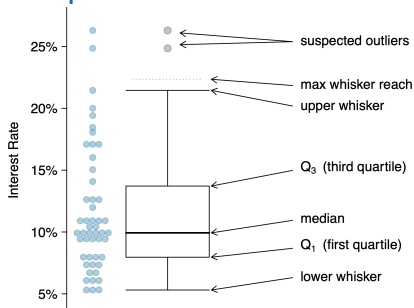 25%
20%
15%
10%
5%
Interest Rate
suspected outliers
max whisker reach
upper whisker
Q3 (third quartile)
median
Q1 (first quartile)
lower whisker